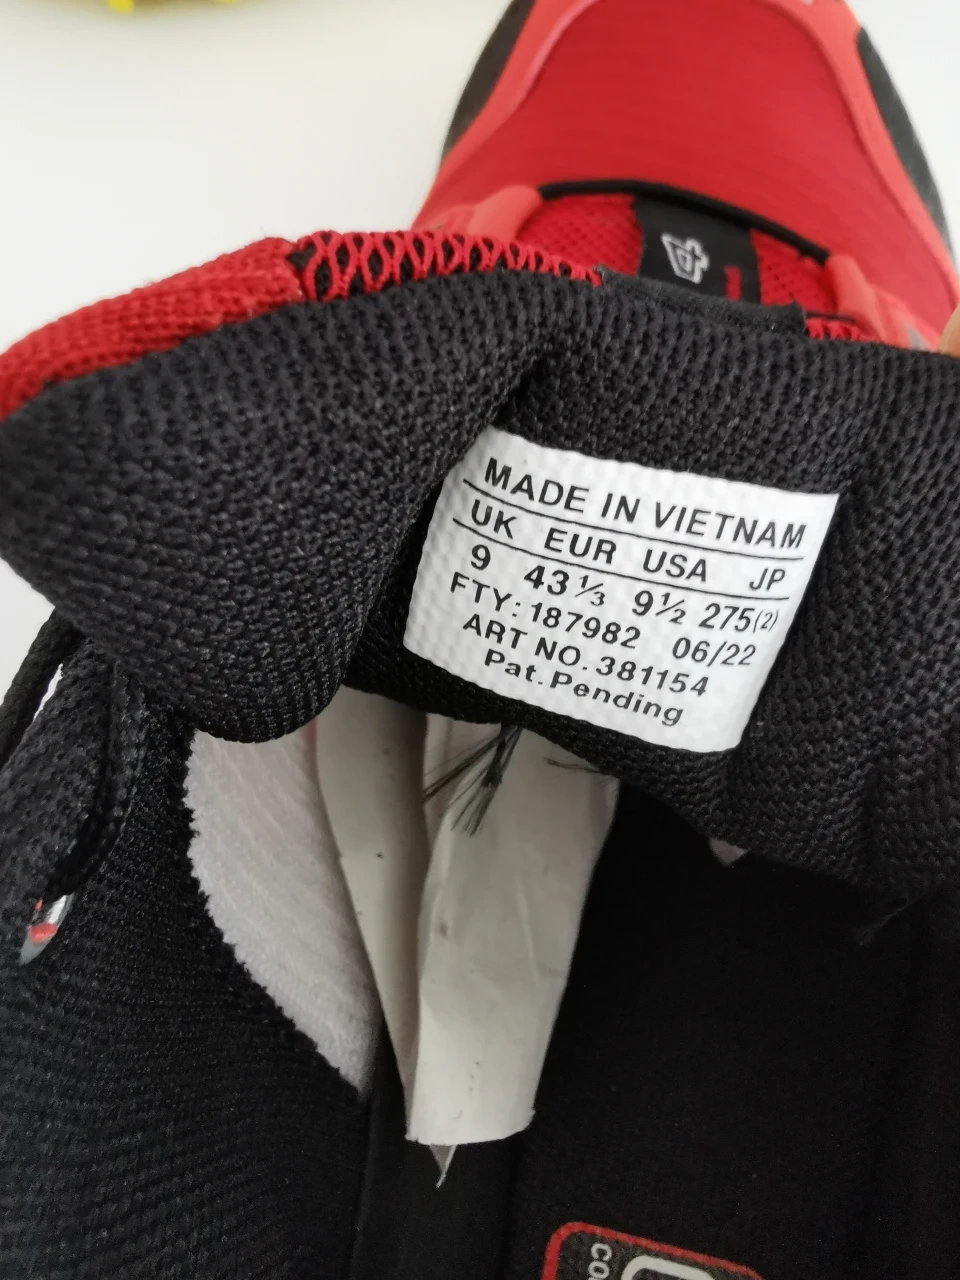 MADE IN VIETNAM
UK EUR USA JP
9 43⅓ 9½ 275(2)
FTY: 187982 06/22
ART NO. 381154
Pat. Pending
CO